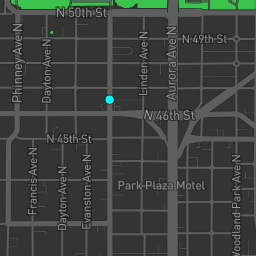 N 50th St
N 49th St
Phinney Ave N
Dayton Ave N
Linden Ave N
Aurora Ave N
N 46th St
N 45th St
Francis Ave N
Dayton Ave N
Evanston Ave N
Park-Plaza Motel
Woodland Park Ave N